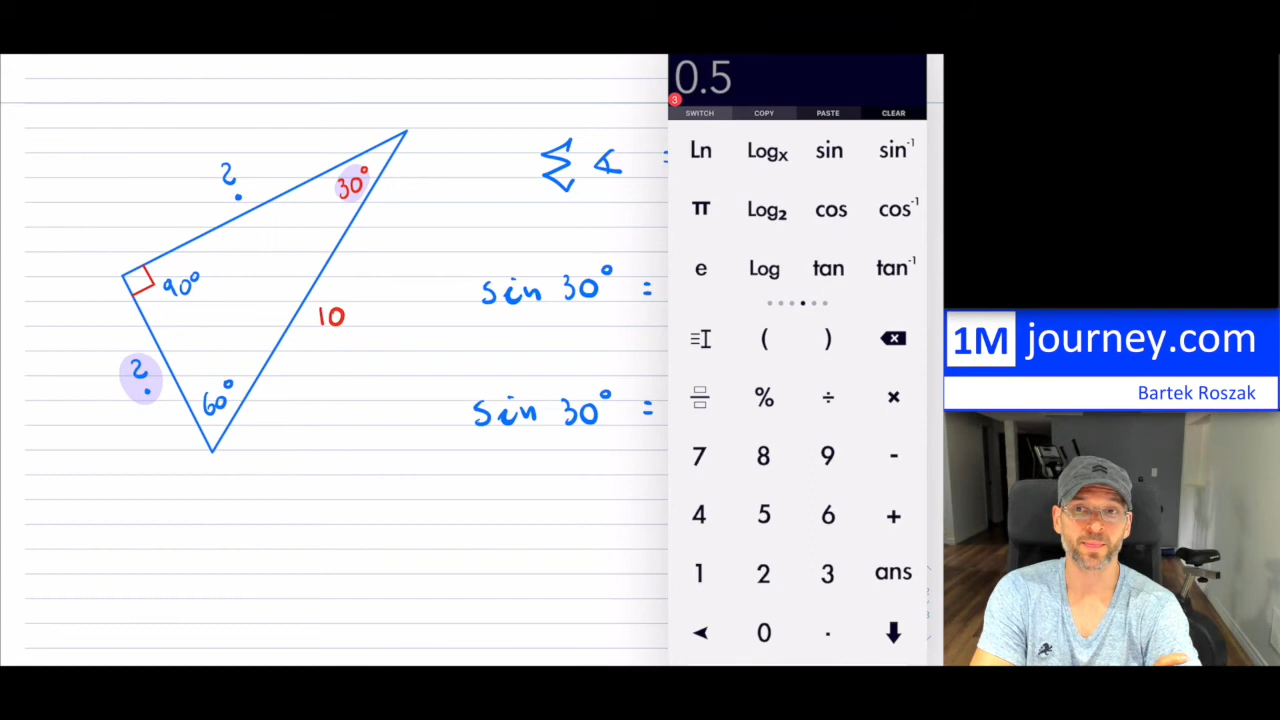 ?
30°
90°
10
?
60°
∑ ∢ =
sin 30° =
sin 30° =
0.5
3
SWITCH COPY PASTE CLEAR
Ln Logx sin sin⁻¹
π Log₂ cos cos⁻¹
e Log tan tan⁻¹
( )
% ÷ ×
7 8 9 -
4 5 6 +
1 2 3 ans
0 .
1M journey.com
Bartek Roszak